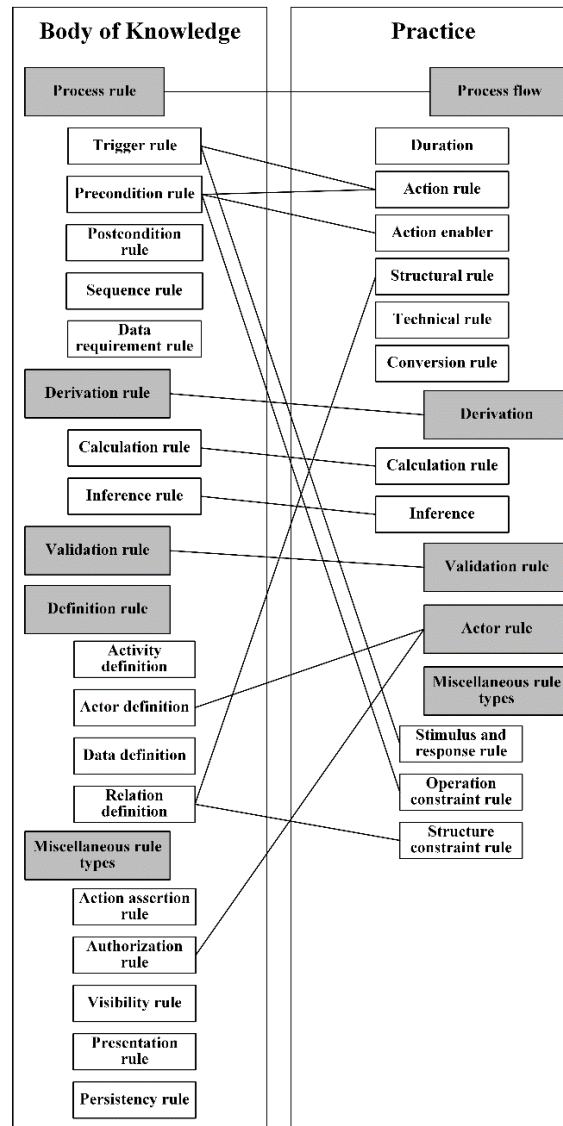 Body of Knowledge
Process rule
Trigger rule
Precondition rule
Postcondition
rule
Sequence rule
Data
requirement rule
Derivation rule
Calculation rule
Inference rule
Validation rule
Definition rule
Activity
definition
Actor definition
Data definition
Relation
definition
Miscellaneous rule
types
Action assertion
rule
Authorization
rule
Visibility rule
Presentation
rule
Persistency rule
Practice
Process flow
Duration
Action rule
Action enabler
Structural rule
Technical rule
Conversion rule
Derivation
Calculation rule
Inference
Validation rule
Actor rule
Miscellaneous rule
types
Stimulus and
response rule
Operation
constraint rule
Structure
constraint rule